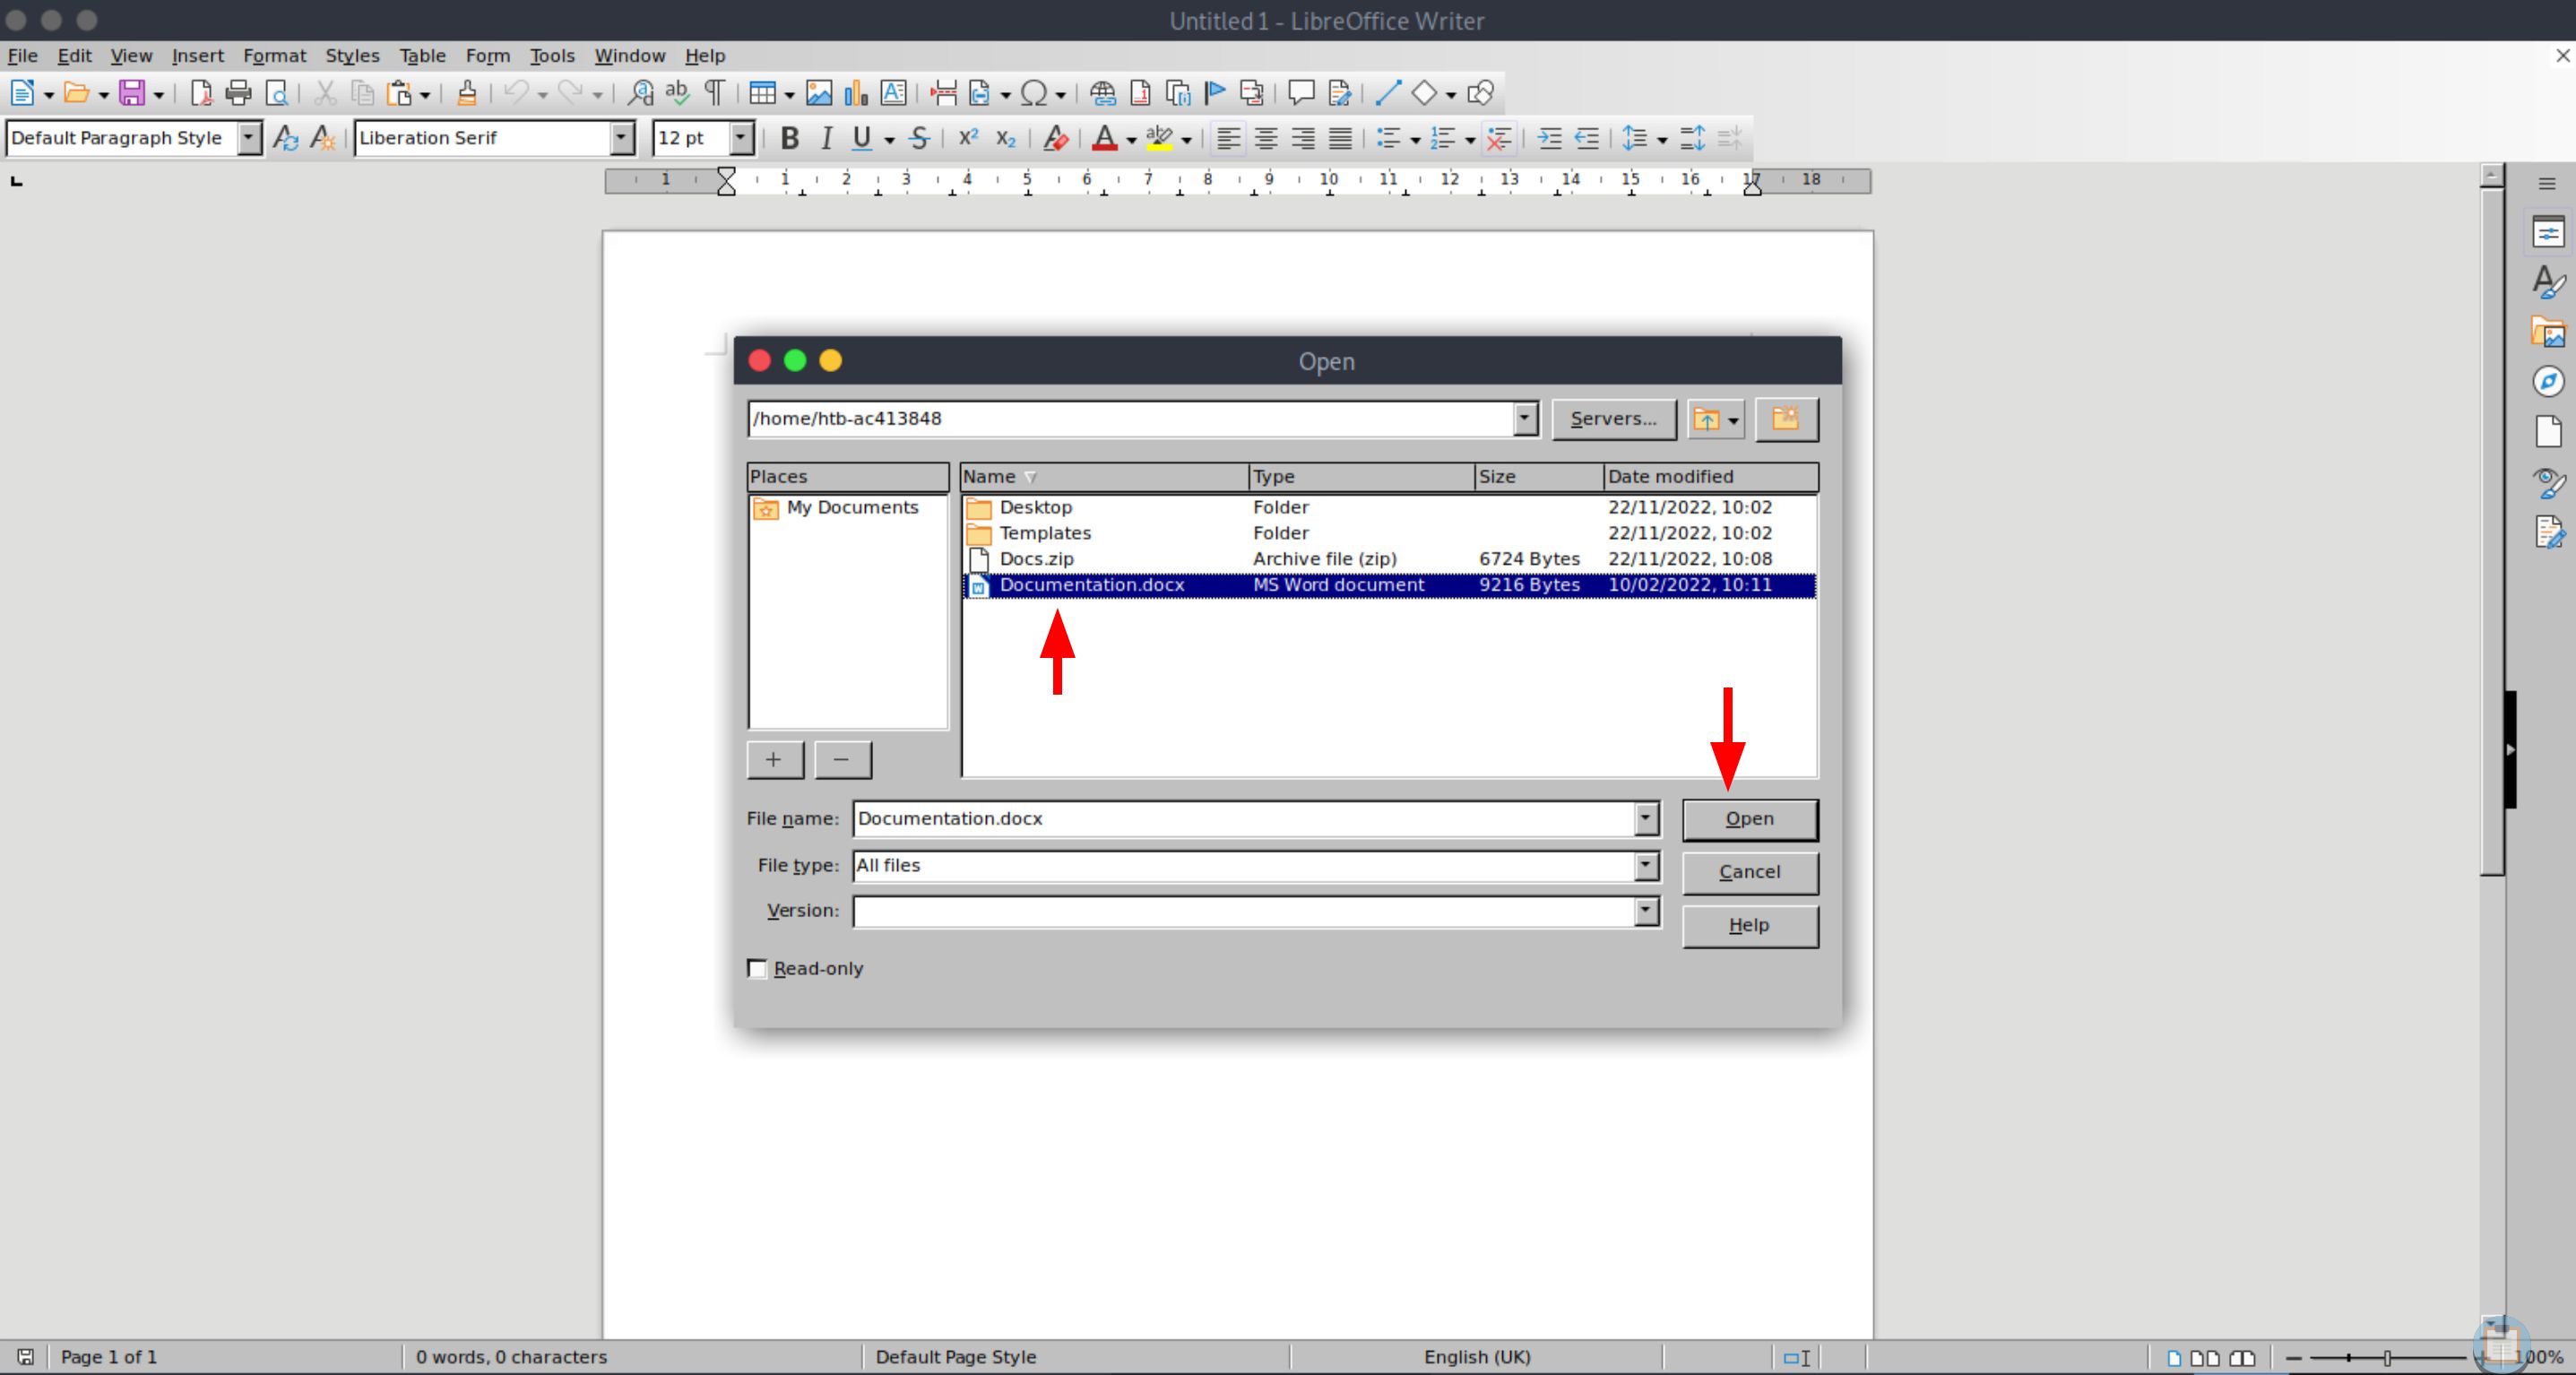 Untitled 1 - LibreOffice Writer
File Edit View Insert Format Styles Table Form Tools Window Help
Default Paragraph Style Liberation Serif 12 pt
1 1 2 3 4 5 6 7 8 9 10 11 12 13 14 15 16 17 18
Open
/home/htb-ac413848 Servers...
Places Name Type Size Date modified
My Documents Desktop Folder 22/11/2022, 10:02
Templates Folder 22/11/2022, 10:02
Docs.zip Archive file (zip) 6724 Bytes 22/11/2022, 10:08
Documentation.docx MS Word document 9216 Bytes 10/02/2022, 10:11
File name: Documentation.docx Open
File type: All files Cancel
Version: Help
Read-only
Page 1 of 1 0 words, 0 characters Default Page Style English (UK) 100%